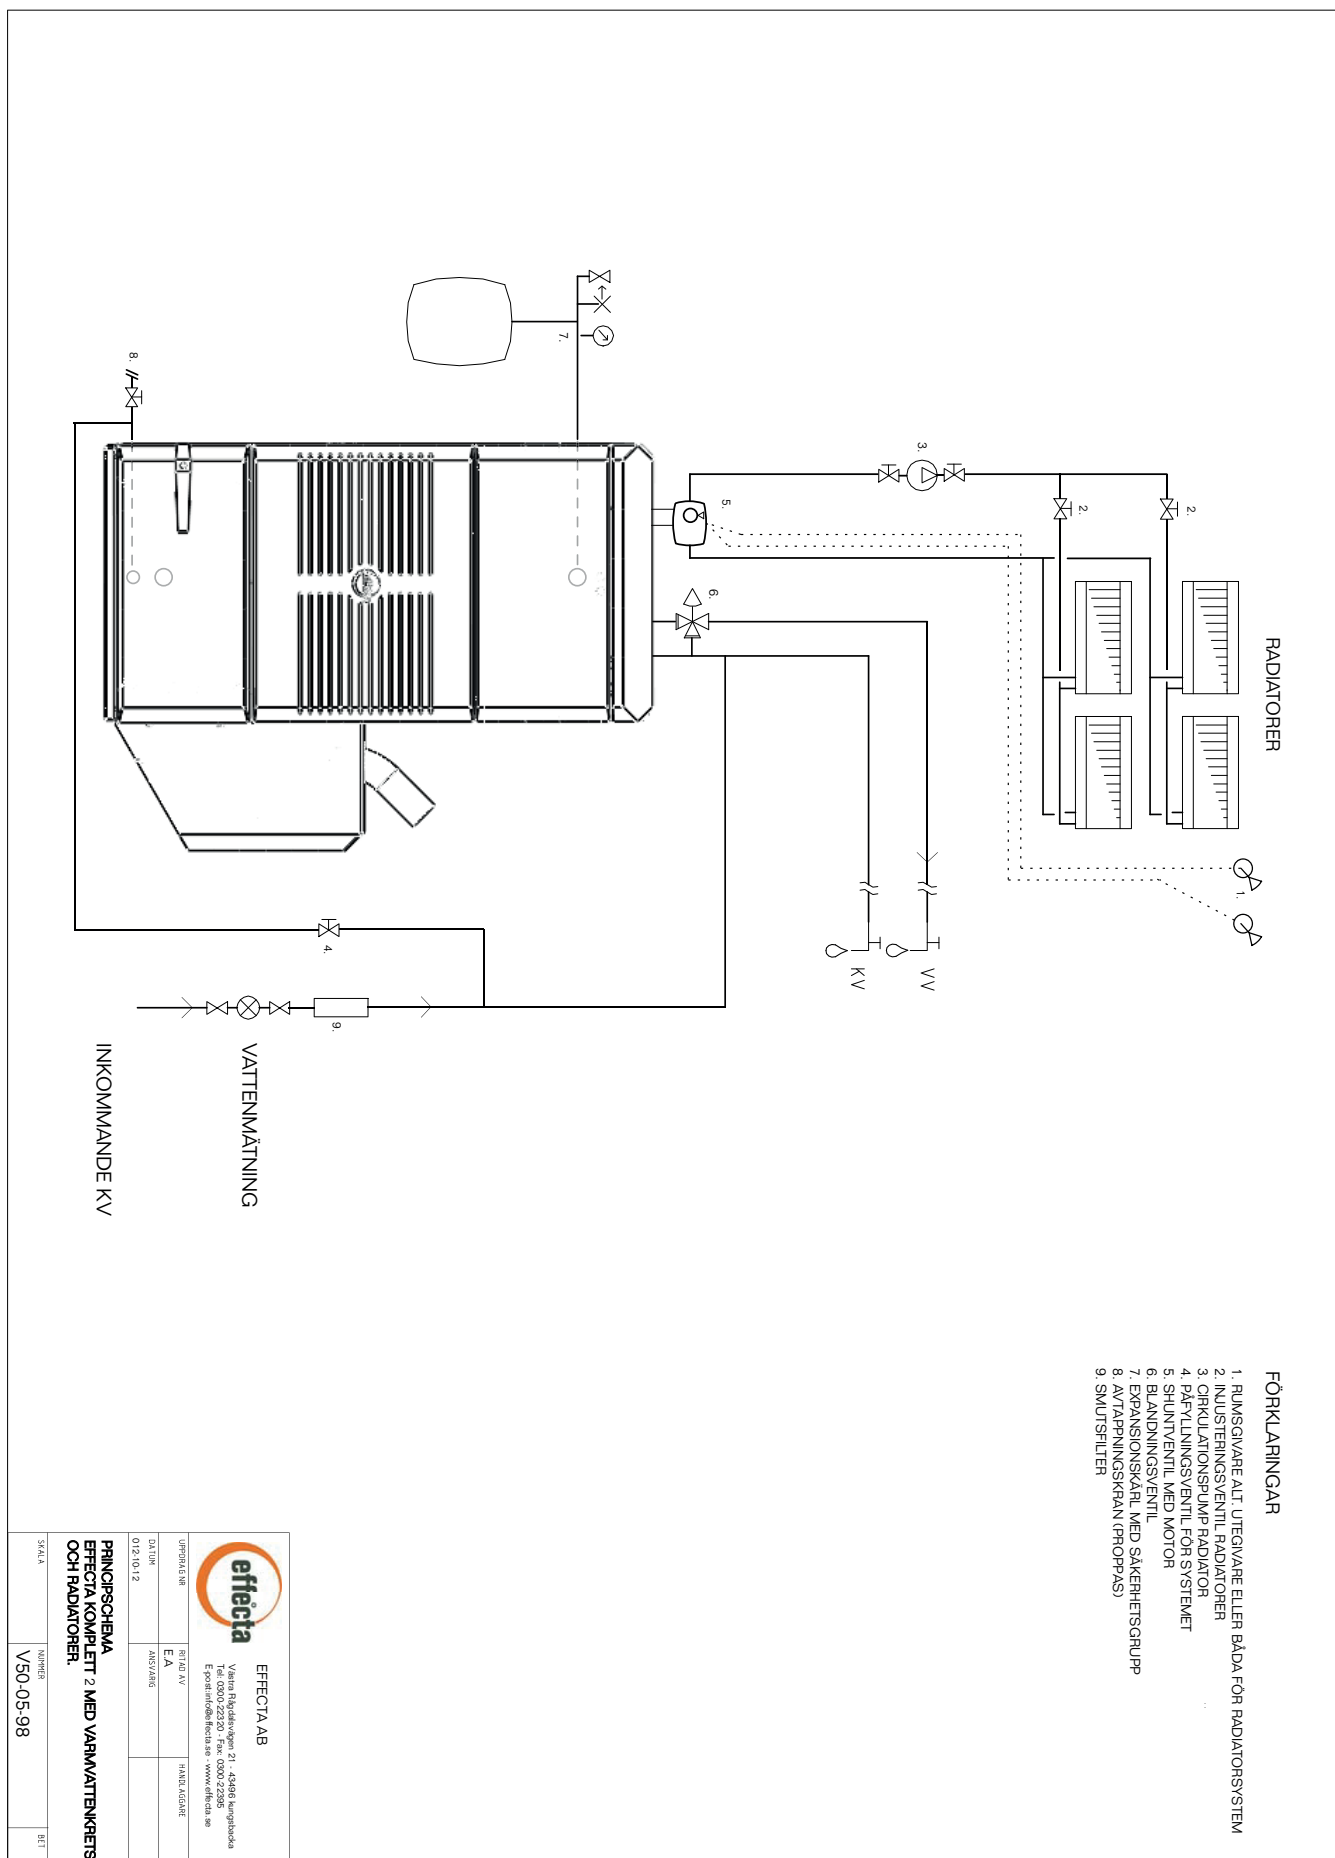 RADIATORER
1.
2.
2.
3.
5.
6.
7.
8.
4.
9.
VV
KV
VATTENMÄTNING
INKOMMANDE KV
FÖRKLARINGAR
1. RUMSGIVARE ALT. UTEGIVARE ELLER BÅDA FÖR RADIATORSYSTEM
2. INJUSTERINGSVENTIL RADIATORER
3. CIRKULATIONSPUMP RADIATOR
4. PÅFYLLNINGSVENTIL FÖR SYSTEMET
5. SHUNTVENTIL MED MOTOR
6. BLANDNINGSVENTIL
7. EXPANSIONSKÄRL MED SÄKERHETSGRUPP
8. AVTAPPNINGSKRAN (PROPPAS)
9. SMUTSFILTER
effecta
EFFECTA AB
Västra Rågdalsvägen 21 - 43496 kungsbacka
Tel: 0300-22320 - Fax: 0300-22395
E-post:info@effecta.se - www.effecta.se
UPPDRAG NR
RITAD AV
HANDLAGGARE
E.A
DATUM
ANSVARIG
012-10-12
PRINCIPSCHEMA
EFFECTA KOMPLETT 2 MED VARMVATTENKRETS
OCH RADIATORER.
SKALA
NUMMER
BET
V50-05-98